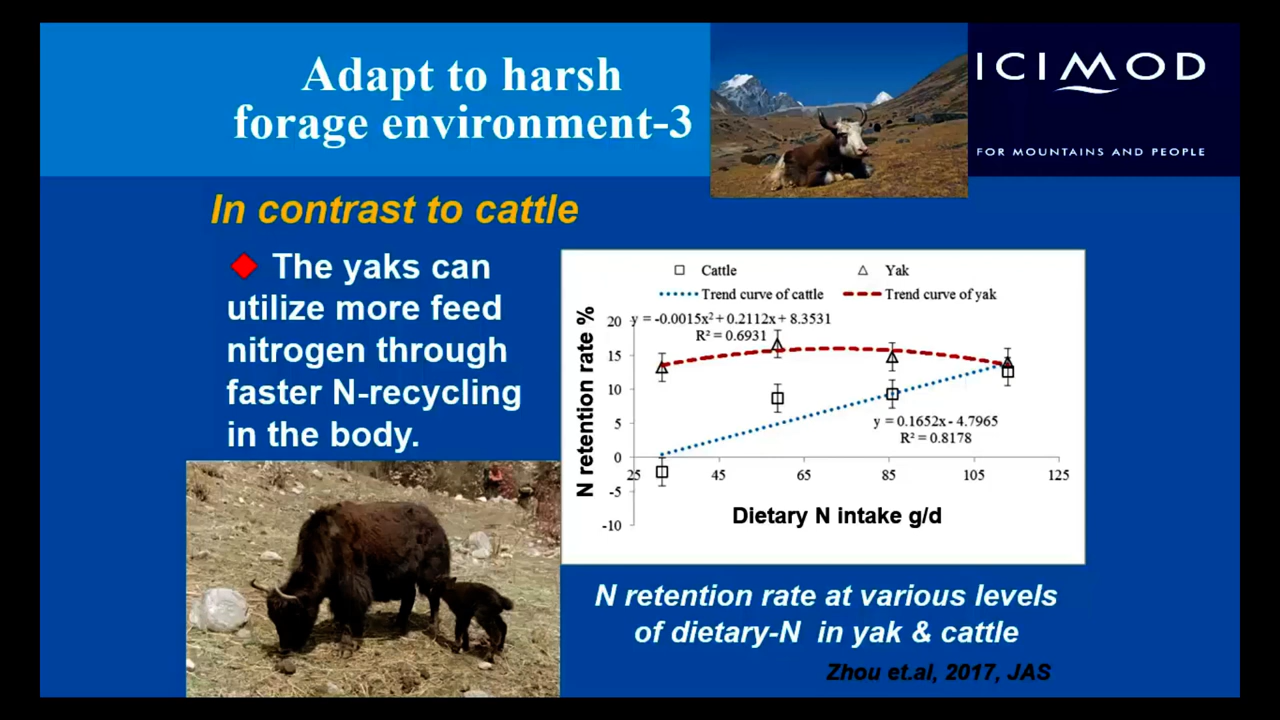 Adapt to harsh
forage environment-3
ICIMOD
FOR MOUNTAINS AND PEOPLE
In contrast to cattle
The yaks can
utilize more feed
nitrogen through
faster N-recycling
in the body.
Cattle
Yak
Trend curve of cattle
Trend curve of yak
y = -0.0015x² + 0.2112x + 8.3531
R² = 0.6931
y = 0.1652x - 4.7965
R² = 0.8178
N retention rate %
20
15
10
5
0
-5
-10
25
45
65
85
105
125
Dietary N intake g/d
N retention rate at various levels
of dietary-N in yak & cattle
Zhou et.al, 2017, JAS